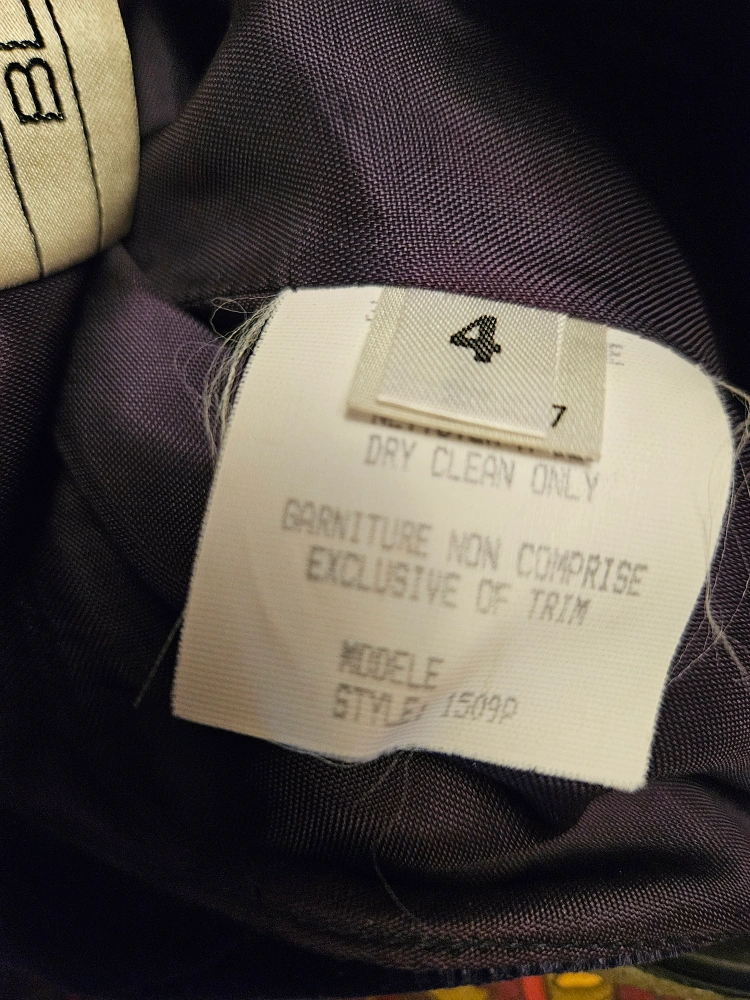 BL
4
7
DRY CLEAN ONLY
GARNITURE NON COMPRISE
EXCLUSIVE OF TRIM
MODELE
STYLE: 1509P